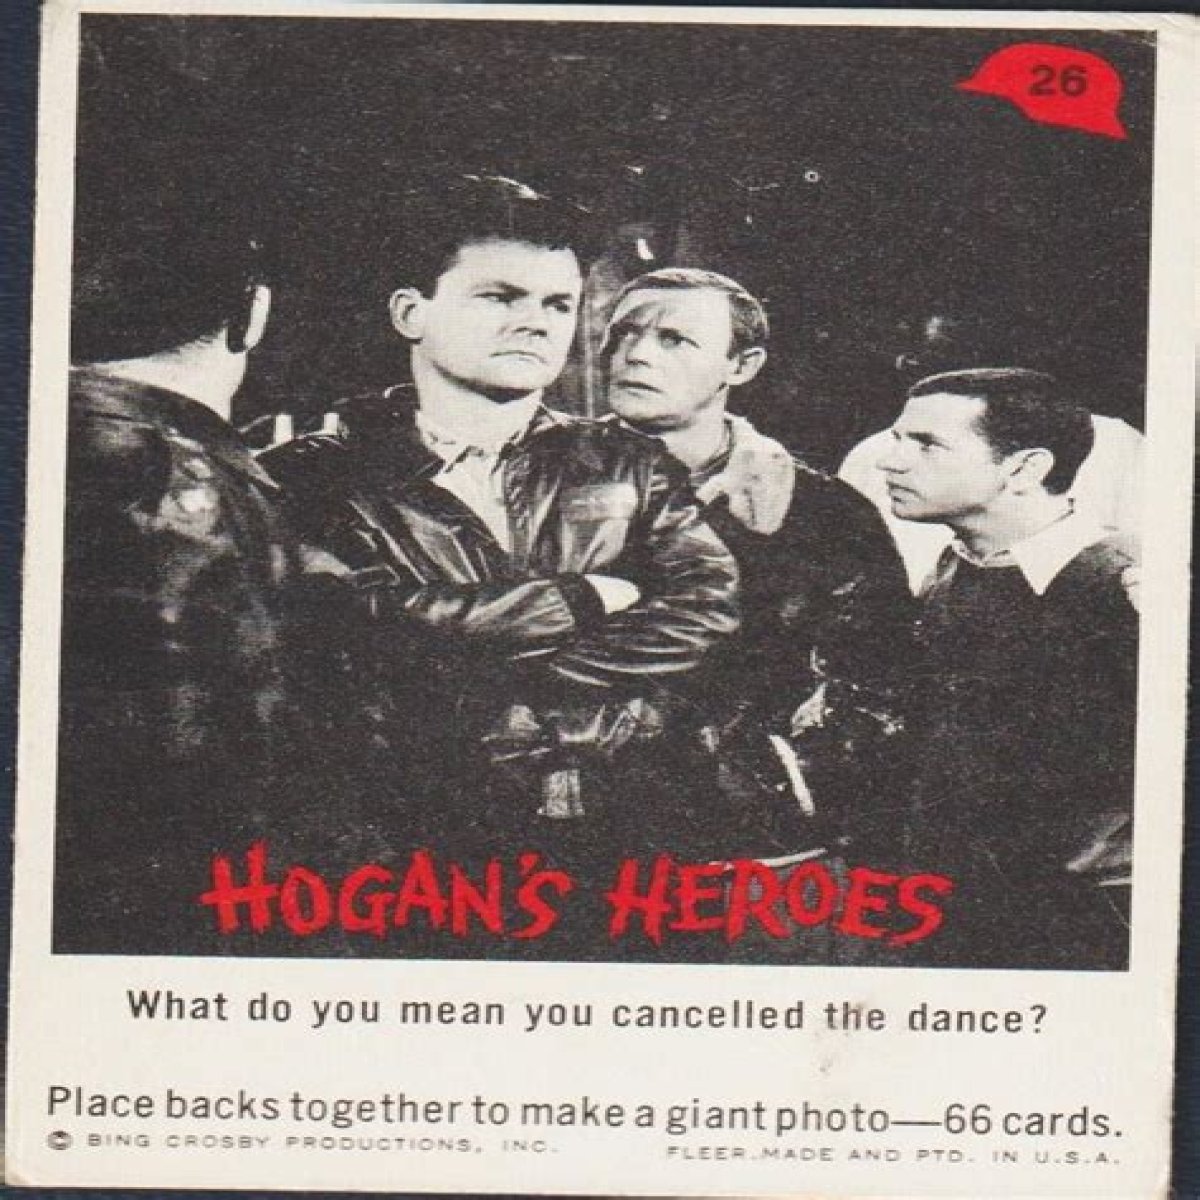 26
HOGAN'S HEROES
What do you mean you cancelled the dance?
Place backs together to make a giant photo—66 cards.
© BING CROSBY PRODUCTIONS, INC.
FLEER.MADE AND PTD. IN U.S.A.